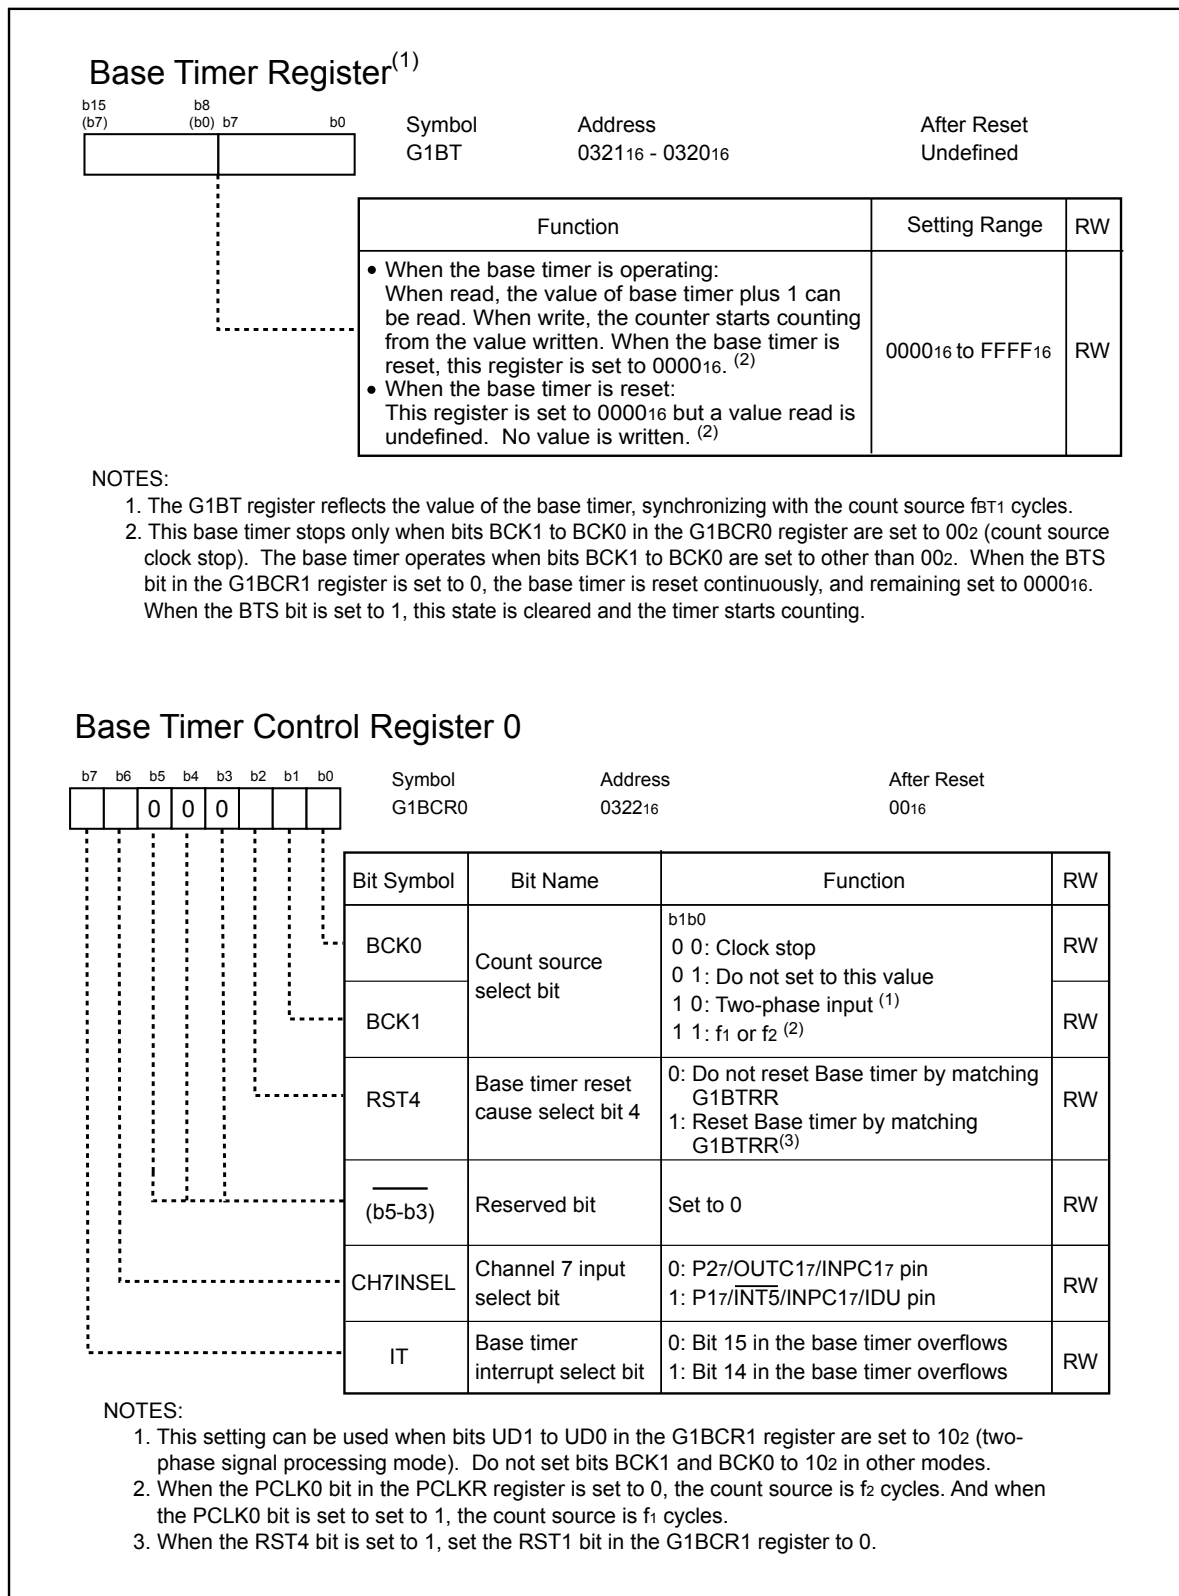 Base Timer Register(1)
b15 b8
(b7) (b0) b7 b0
Symbol Address After Reset
G1BT 032116 - 032016 Undefined
Function Setting Range RW
• When the base timer is operating:
When read, the value of base timer plus 1 can
be read. When write, the counter starts counting
from the value written. When the base timer is
reset, this register is set to 000016. (2)
• When the base timer is reset:
This register is set to 000016 but a value read is
undefined. No value is written. (2)
000016 to FFFF16 RW
NOTES:
1. The G1BT register reflects the value of the base timer, synchronizing with the count source fBT1 cycles.
2. This base timer stops only when bits BCK1 to BCK0 in the G1BCR0 register are set to 002 (count source
clock stop). The base timer operates when bits BCK1 to BCK0 are set to other than 002. When the BTS
bit in the G1BCR1 register is set to 0, the base timer is reset continuously, and remaining set to 000016.
When the BTS bit is set to 1, this state is cleared and the timer starts counting.
Base Timer Control Register 0
b7 b6 b5 b4 b3 b2 b1 b0
0 0 0
Symbol Address After Reset
G1BCR0 032216 0016
Bit Symbol Bit Name Function RW
BCK0 RW
BCK1 RW
Count source
select bit
b1b0
0 0: Clock stop
0 1: Do not set to this value
1 0: Two-phase input (1)
1 1: f1 or f2 (2)
RST4
Base timer reset
cause select bit 4
0: Do not reset Base timer by matching
G1BTRR
1: Reset Base timer by matching
G1BTRR(3)
RW
(b5-b3) Reserved bit Set to 0 RW
CH7INSEL
Channel 7 input
select bit
0: P27/OUTC17/INPC17 pin
1: P17/INT5/INPC17/IDU pin
RW
IT
Base timer
interrupt select bit
0: Bit 15 in the base timer overflows
1: Bit 14 in the base timer overflows
RW
NOTES:
1. This setting can be used when bits UD1 to UD0 in the G1BCR1 register are set to 102 (two-
phase signal processing mode). Do not set bits BCK1 and BCK0 to 102 in other modes.
2. When the PCLK0 bit in the PCLKR register is set to 0, the count source is f2 cycles. And when
the PCLK0 bit is set to set to 1, the count source is f1 cycles.
3. When the RST4 bit is set to 1, set the RST1 bit in the G1BCR1 register to 0.